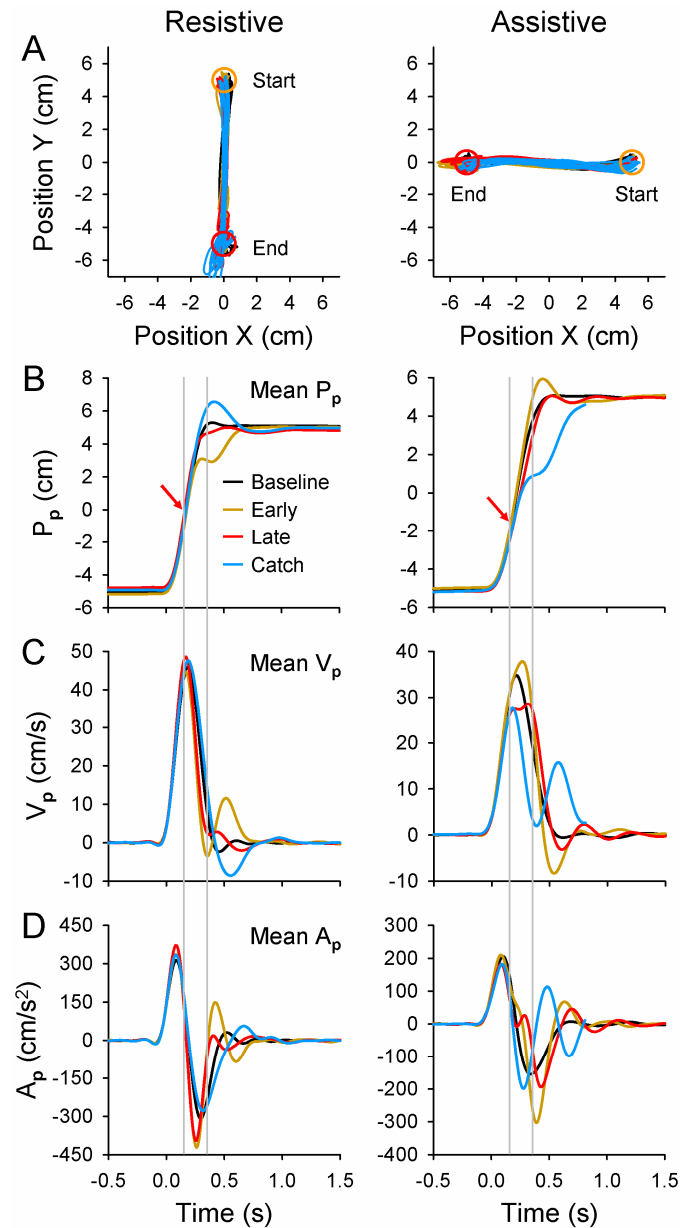 Resistive Assistive
A
Position Y (cm)
6
4
2
0
-2
-4
-6
Start
End
-6 -4 -2 0 2 4 6
Position X (cm)
6
4
2
0
-2
-4
-6
End Start
-6 -4 -2 0 2 4 6
Position X (cm)
B
Pp (cm)
8
6
4
2
0
-2
-4
-6
Mean Pp
Baseline
Early
Late
Catch
6
4
2
0
-2
-4
-6
C
Vp (cm/s)
50
40
30
20
10
0
-10
Mean Vp
40
30
20
10
0
-10
D
Ap (cm/s2)
450
300
150
0
-150
-300
-450
Mean Ap
-0.5 0.0 0.5 1.0 1.5
Time (s)
300
200
100
0
-100
-200
-300
-400
-0.5 0.0 0.5 1.0 1.5
Time (s)